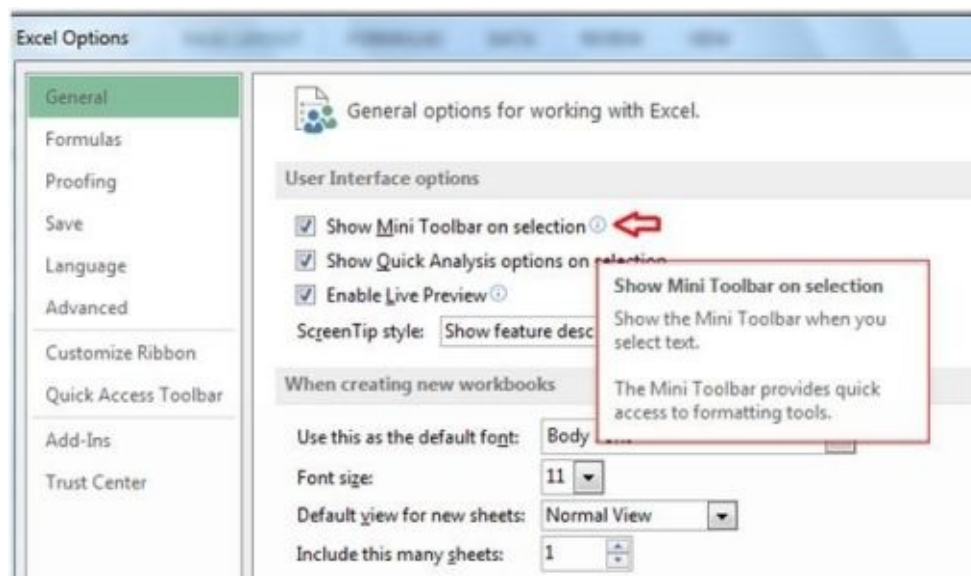 Excel Options
General
Formulas
Proofing
Save
Language
Advanced
Customize Ribbon
Quick Access Toolbar
Add-Ins
Trust Center
General options for working with Excel.
User Interface options
Show Mini Toolbar on selection
Show Quick Analysis options on selection
Enable Live Preview
ScreenTip style: Show feature desc
Show Mini Toolbar on selection
Show the Mini Toolbar when you
select text.
The Mini Toolbar provides quick
access to formatting tools.
When creating new workbooks
Use this as the default font: Body
Font size: 11
Default view for new sheets: Normal View
Include this many sheets: 1